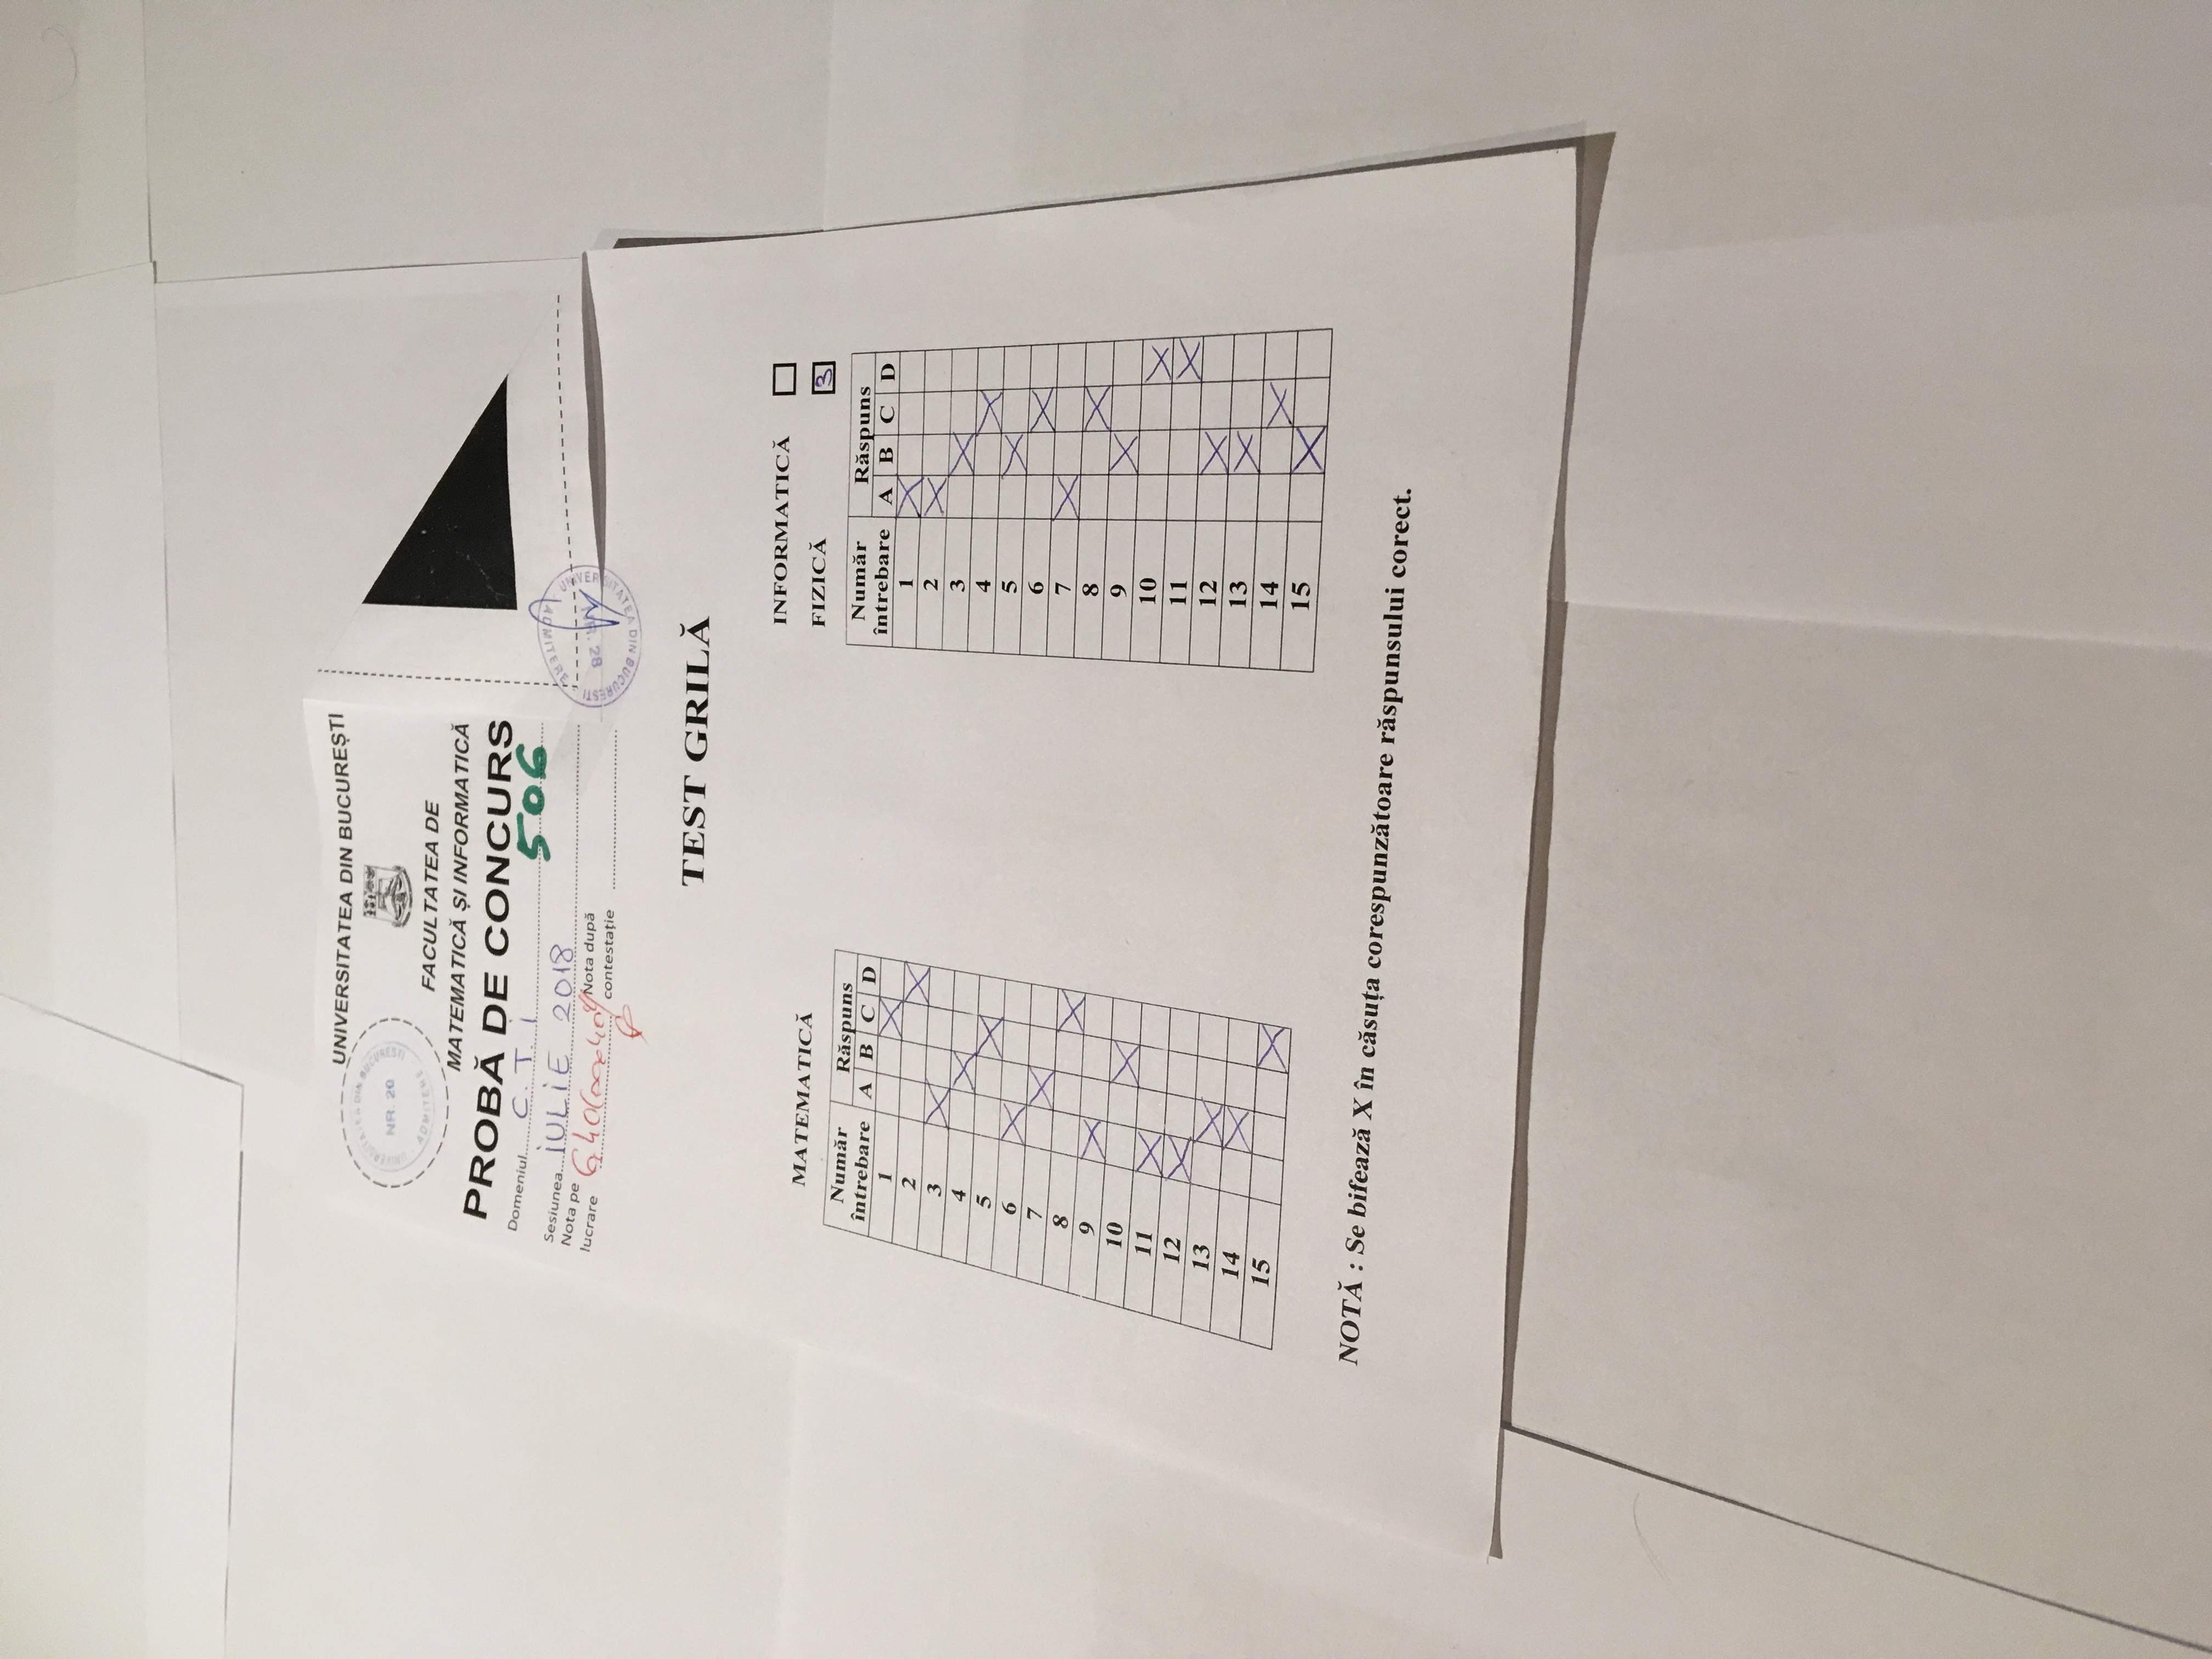 UNIVERSITATEA DIN BUCUREȘTI
UNIVERSITATEA DIN BUCUREȘTI
NR. 20
ADMITERE
FACULTATEA DE
MATEMATICĂ ȘI INFORMATICĂ
PROBĂ DE CONCURS
Domeniul C.T.I 506
Sesiunea IULIE 2018
Nota pe
lucrare
Nota după
contestație
UNIVERSITATEA DIN BUCUREȘTI
NR. 28
ADMITERE
TEST GRILĂ
MATEMATICĂ
Număr
întrebare
Răspuns
A B C D
1 X
2 X
3 X
4 X
5 X
6 X
7 X
8 X
9 X
10 X
11 X
12 X
13 X
14 X
15 X
INFORMATICĂ
FIZICĂ 3
Număr
întrebare
Răspuns
A B C D
1 X
2 X
3 X
4 X
5 X
6 X
7 X
8 X
9 X
10 X
11 X
12 X
13 X
14 X
15 X
NOTĂ : Se bifează X în căsuța corespunzătoare răspunsului corect.